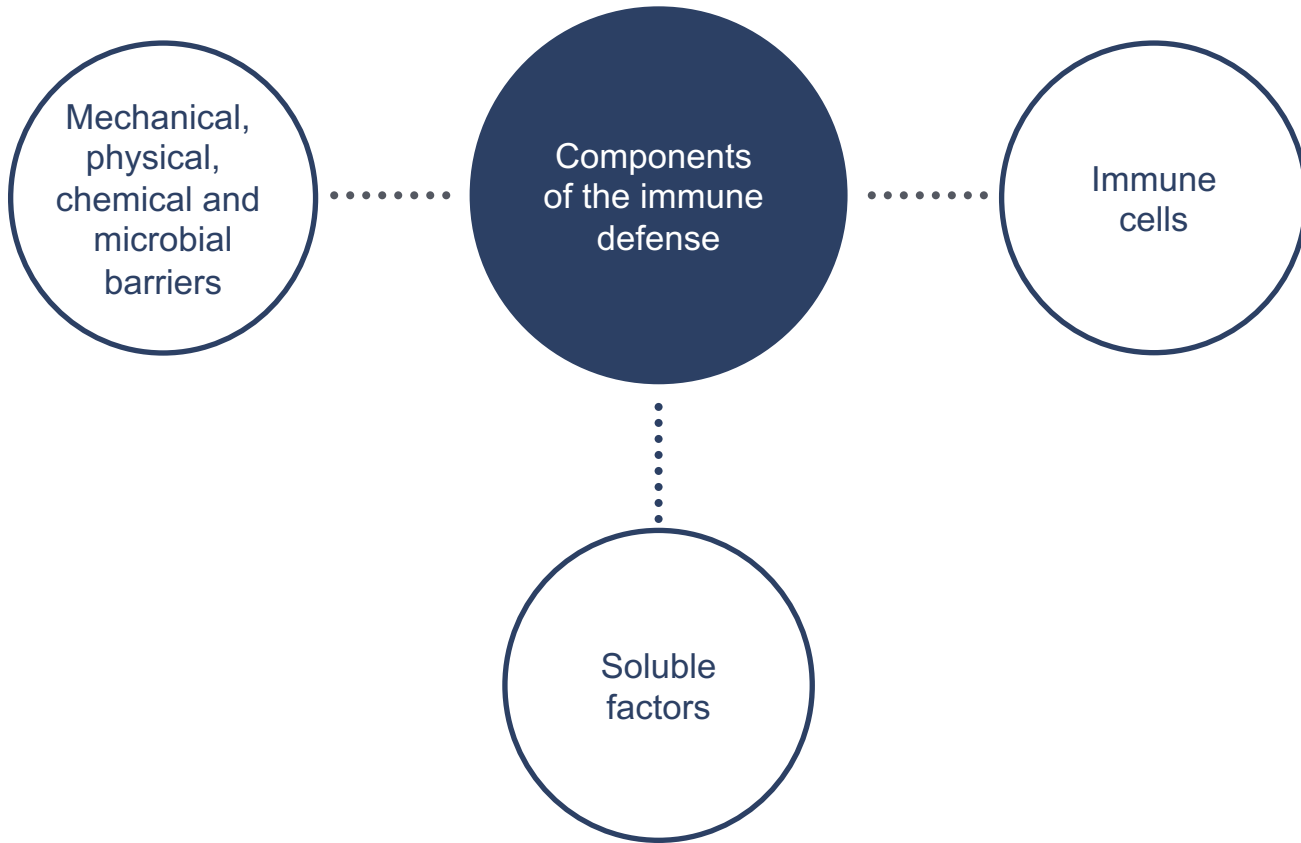 Mechanical,
physical,
chemical and
microbial
barriers
Components
of the immune
defense
Immune
cells
Soluble
factors